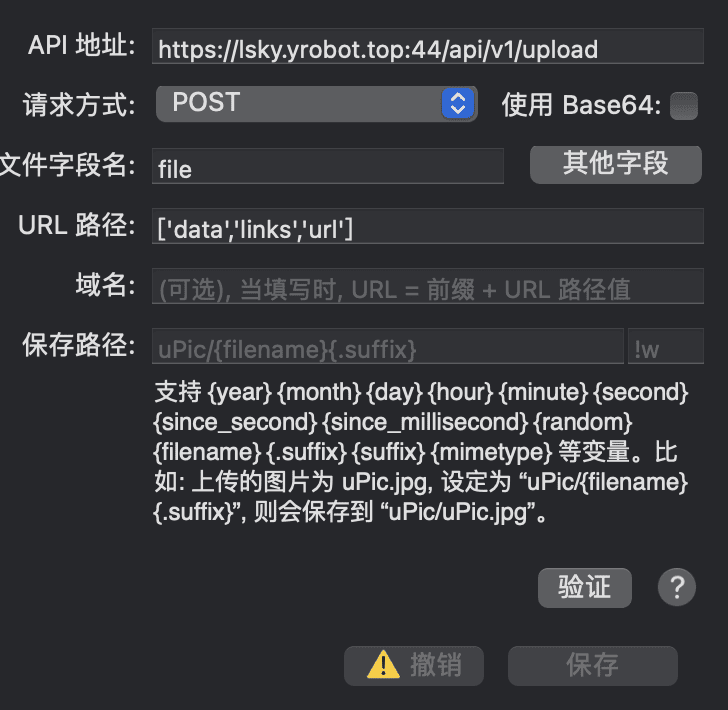 API 地址: https://lsky.yrobot.top:44/api/v1/upload
请求方式: POST 使用 Base64:
文件字段名: file 其他字段
URL 路径: ['data','links','url']
域名: (可选), 当填写时, URL = 前缀 + URL 路径值
保存路径: uPic/{filename}{.suffix} !w
支持 {year} {month} {day} {hour} {minute} {second}
{since_second} {since_millisecond} {random}
{filename} {.suffix} {suffix} {mimetype} 等变量。比
如: 上传的图片为 uPic.jpg, 设定为 “uPic/{filename}
{.suffix}”, 则会保存到 “uPic/uPic.jpg”。
验证 ?
撤销 保存